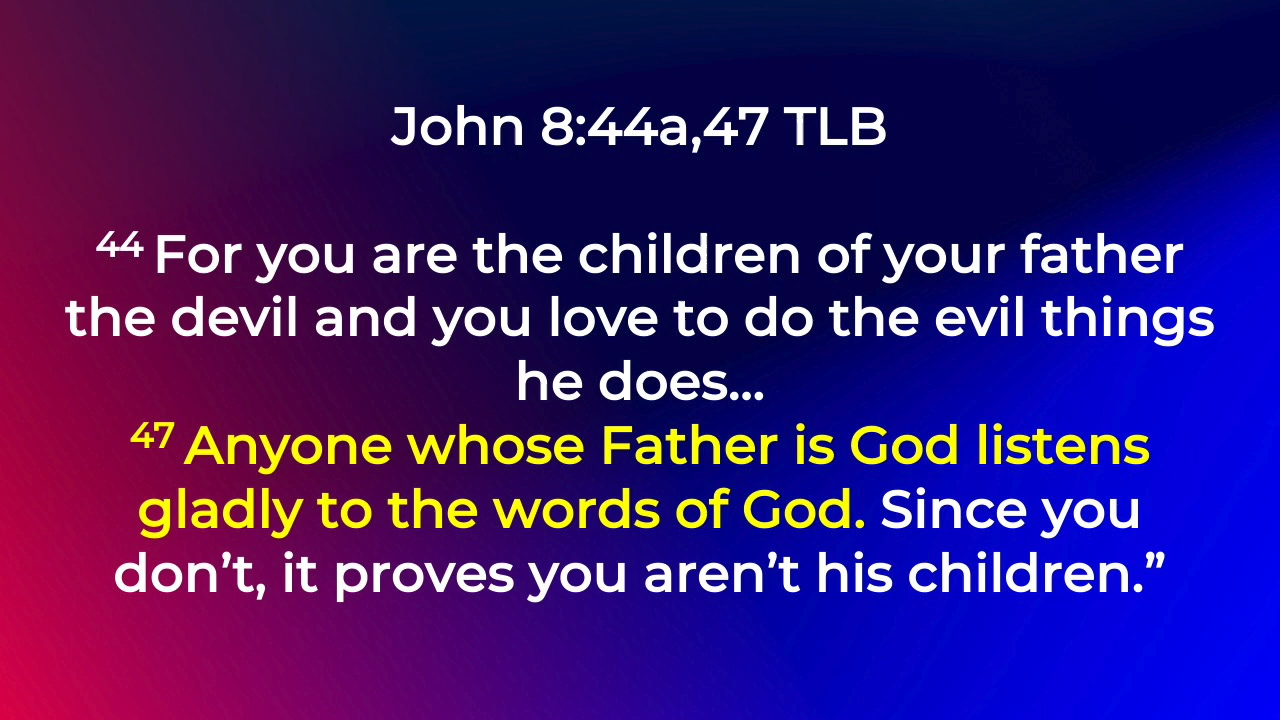 John 8:44a,47 TLB
44 For you are the children of your father
the devil and you love to do the evil things
he does...
47 Anyone whose Father is God listens
gladly to the words of God. Since you
don’t, it proves you aren’t his children.”